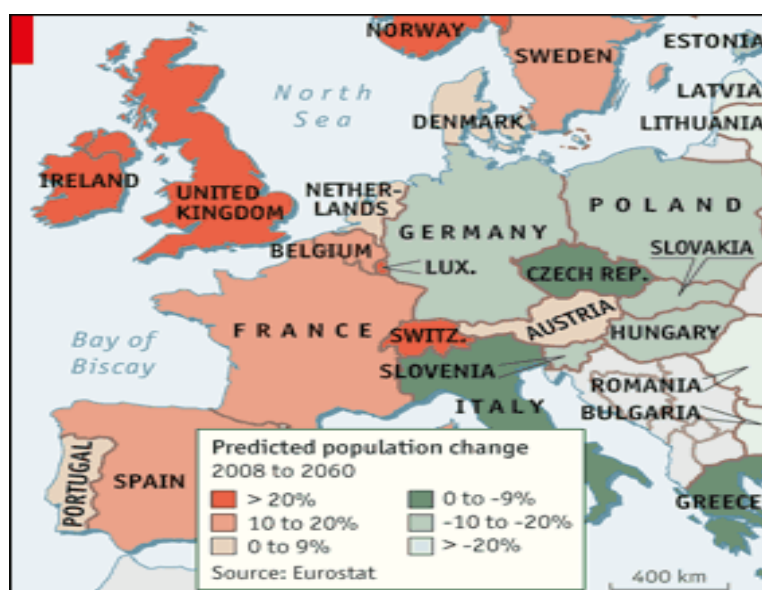 NORWAY
SWEDEN
ESTONIA
North
Sea
LATVIA
DENMARK
LITHUANIA
IRELAND
UNITED
KINGDOM
NETHER-
LANDS
POLAND
GERMANY
BELGIUM
SLOVAKIA
LUX.
CZECH REP.
AUSTRIA
FRANCE
SWITZ.
HUNGARY
Bay of
Biscay
SLOVENIA
ROMANIA
ITALY
BULGARIA
PORTUGAL
SPAIN
GREECE
Predicted population change
2008 to 2060
> 20%
10 to 20%
0 to 9%
0 to -9%
-10 to -20%
> -20%
Source: Eurostat
400 km